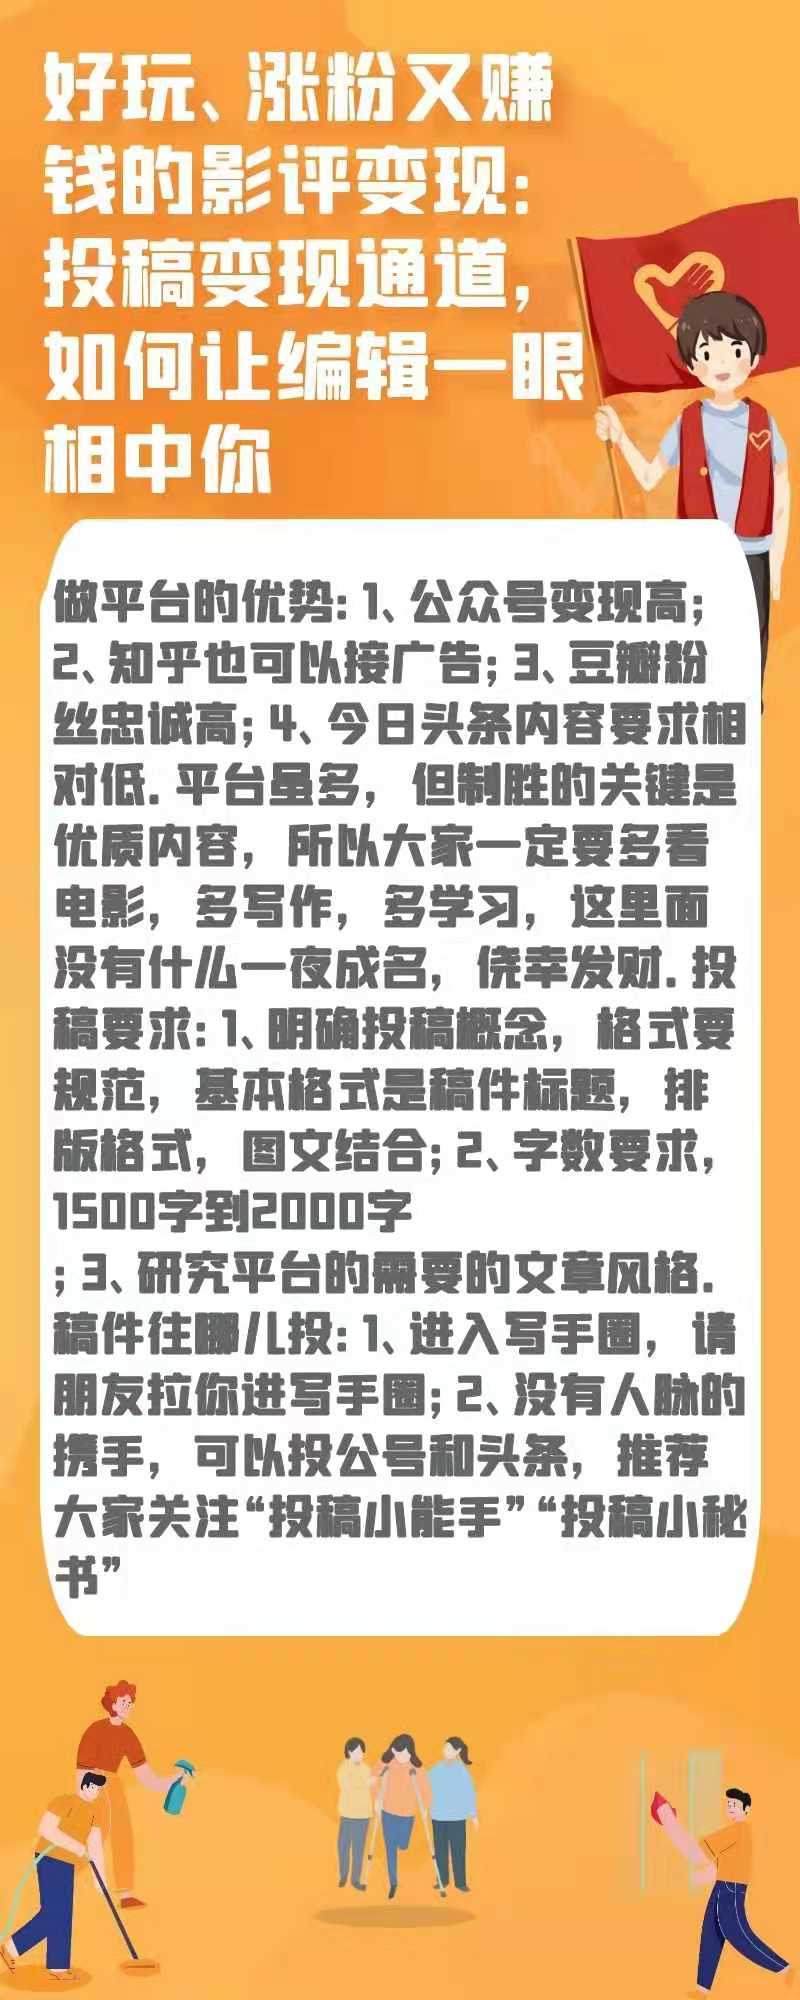 好玩、涨粉又赚
钱的影评变现:
投稿变现通道,
如何让编辑一眼
相中你
做平台的优势: 1、公众号变现高;
2、知乎也可以接广告; 3、豆瓣粉
丝忠诚高; 4、今日头条内容要求相
对低. 平台虽多，但制胜的关键是
优质内容，所以大家一定要多看
电影，多写作，多学习，这里面
没有什么一夜成名，侥幸发财. 投
稿要求: 1、明确投稿概念，格式要
规范，基本格式是稿件标题，排
版格式，图文结合; 2、字数要求,
1500字到2000字
; 3、研究平台的需要的文章风格.
稿件往哪儿投: 1、进入写手圈，请
朋友拉你进写手圈; 2、没有人脉的
携手，可以投公号和头条，推荐
大家关注“投稿小能手”“投稿小秘
书”